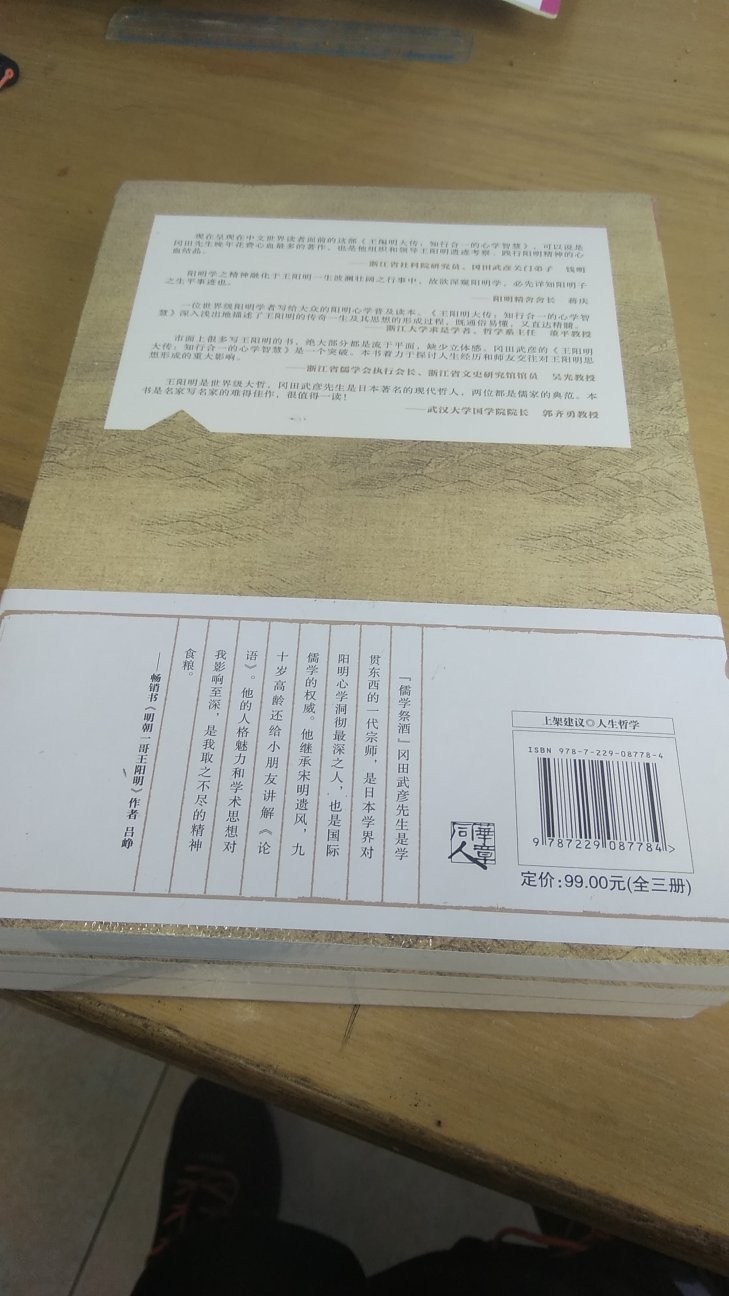 现在呈现在中文世界读者面前的这部《王阳明大传：知行合一的心学智慧》，可以说是
冈田先生晚年花费心血最多的著作，也是他组织和领导王阳明遗迹考察、践行阳明精神的心
血结晶。
——浙江省社科院研究员、冈田武彦关门弟子 钱明
阳明学之精神融化于王阳明一生波澜壮阔之行事中，故欲深窥阳明学，必先详知阳明子
之生平事迹也。
——阳明精舍舍长 蒋庆
一位世界级阳明学者写给大众的阳明心学普及读本。《王阳明大传：知行合一的心学智
慧》深入浅出地描述了王阳明的传奇一生及其思想的形成过程，既通俗易懂，又直达精髓。
——浙江大学求是学者、哲学系主任 董平教授
市面上很多写王阳明的书，绝大部分都是流于平面，缺少立体感。冈田武彦的《王阳明
大传：知行合一的心学智慧》是一个突破。本书着力于探讨人生经历和师友交往对王阳明思
想形成的重大影响。
——浙江省儒学会执行会长、浙江省文史研究馆馆员 吴光教授
王阳明是世界级大哲，冈田武彦先生是日本著名的现代哲人，两位都是儒家的典范。本
书是名家写名家的难得佳作，很值得一读！
——武汉大学国学院院长 郭齐勇教授
『儒学祭酒』冈田武彦先生是学
贯东西的一代宗师，是日本学界对
阳明心学洞彻最深之人，也是国际
儒学的权威。他继承宋明遗风，九
十岁高龄还给小朋友讲解《论
语》。他的人格魅力和学术思想对
我影响至深，是我取之不尽的精神
食粮。
——畅销书《明朝一哥王阳明》作者 吕峥
華章
同人
上架建议◎人生哲学
ISBN 978-7-229-08778-4
9 787229 087784 >
定价:99.00元(全三册)